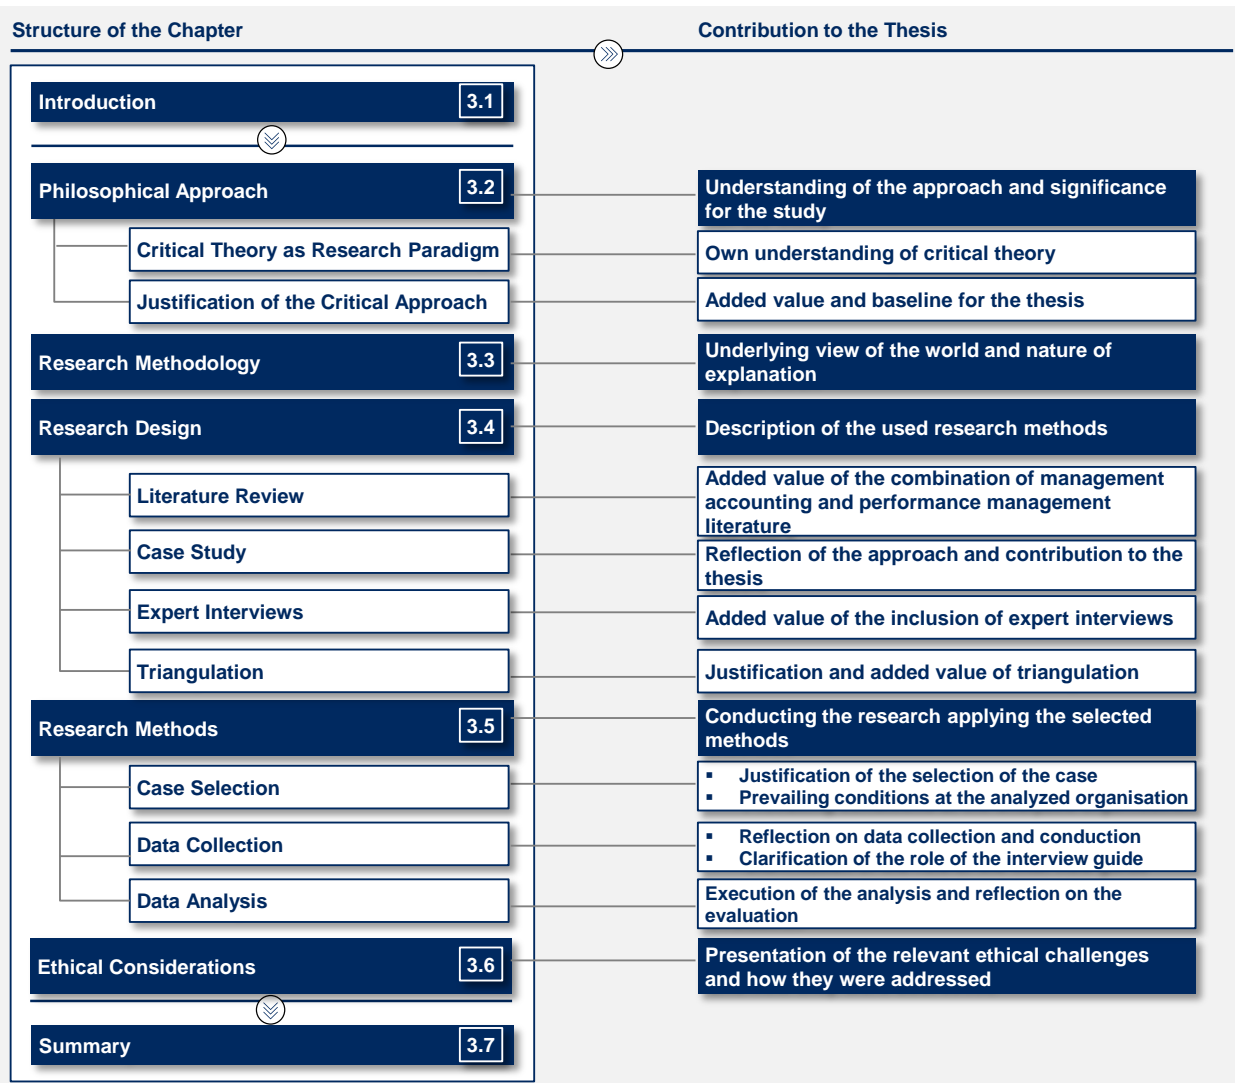 Structure of the Chapter
Contribution to the Thesis
Introduction
3.1
Philosophical Approach
3.2
Understanding of the approach and significance
for the study
Critical Theory as Research Paradigm
Own understanding of critical theory
Justification of the Critical Approach
Added value and baseline for the thesis
Research Methodology
3.3
Underlying view of the world and nature of
explanation
Research Design
3.4
Description of the used research methods
Literature Review
Added value of the combination of management
accounting and performance management
literature
Case Study
Reflection of the approach and contribution to the
thesis
Expert Interviews
Added value of the inclusion of expert interviews
Triangulation
Justification and added value of triangulation
Research Methods
3.5
Conducting the research applying the selected
methods
Case Selection
▪ Justification of the selection of the case
▪ Prevailing conditions at the analyzed organisation
Data Collection
▪ Reflection on data collection and conduction
▪ Clarification of the role of the interview guide
Data Analysis
Execution of the analysis and reflection on the
evaluation
Ethical Considerations
3.6
Presentation of the relevant ethical challenges
and how they were addressed
Summary
3.7